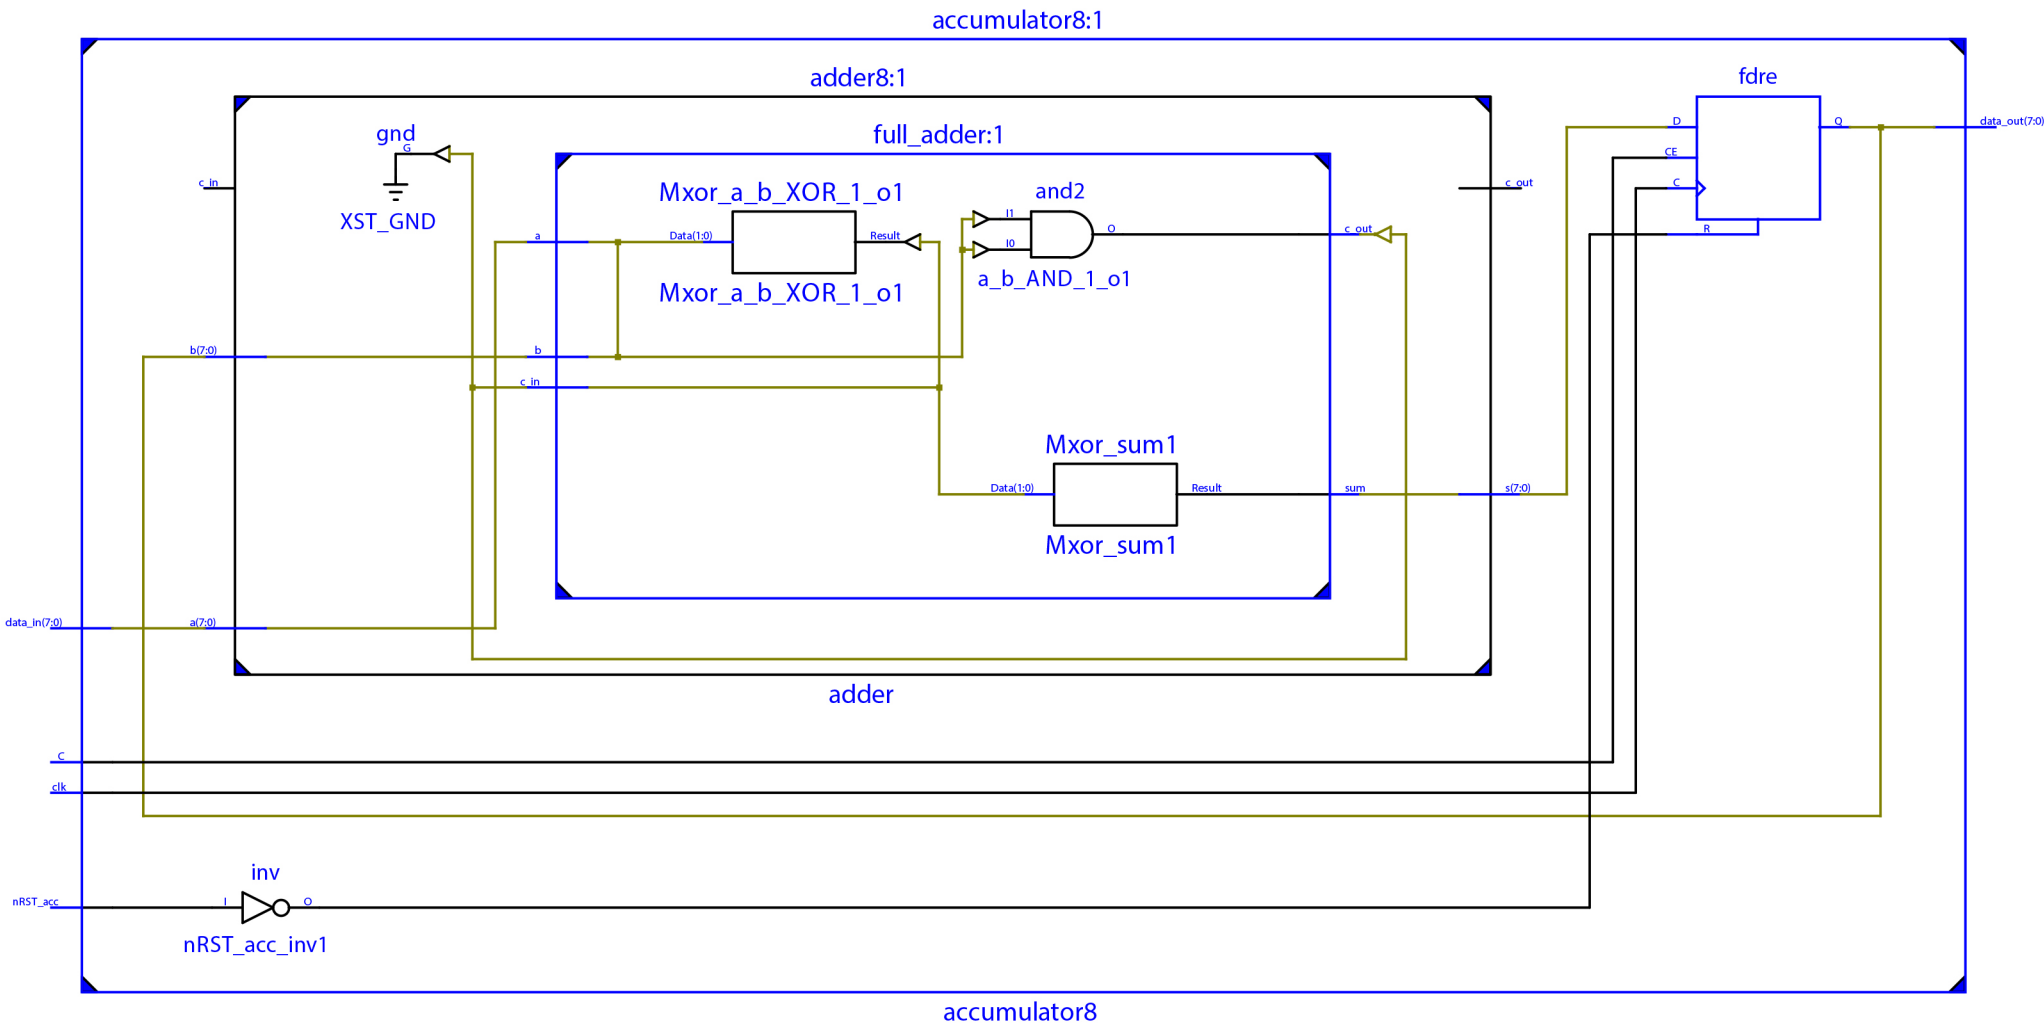 accumulator8:1
adder8:1
fdre
gnd
G
full_adder:1
D
Q
data_out(7:0)
CE
c_in
XST_GND
Mxor_a_b_XOR_1_o1
and2
c_out
C
I1
a
Data(1:0)
Result
I0
O
c_out
R
Mxor_a_b_XOR_1_o1
a_b_AND_1_o1
b(7:0)
b
c_in
Mxor_sum1
Data(1:0)
Result
sum
s(7:0)
Mxor_sum1
data_in(7:0)
a(7:0)
adder
C
clk
inv
nRST_acc
I
O
nRST_acc_inv1
accumulator8